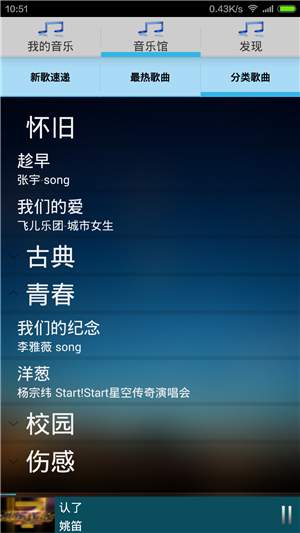 10:51
0.43K/s
我的音乐
音乐馆
发现
新歌速递
最热歌曲
分类歌曲
怀旧
趁早
张宇·song
我们的爱
飞儿乐团·城市女生
古典
青春
我们的纪念
李雅薇 song
洋葱
杨宗纬 Start!Start星空传奇演唱会
校园
伤感
认了
姚笛